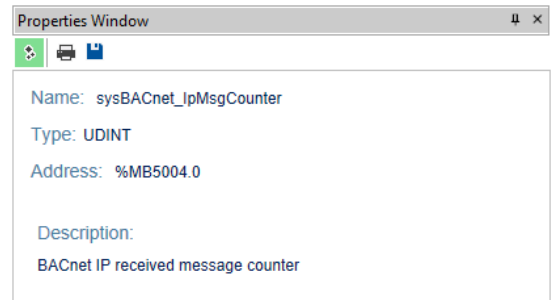 Properties Window
Name: sysBACnet_IpMsgCounter
Type: UDINT
Address: %MB5004.0
Description:
BACnet IP received message counter